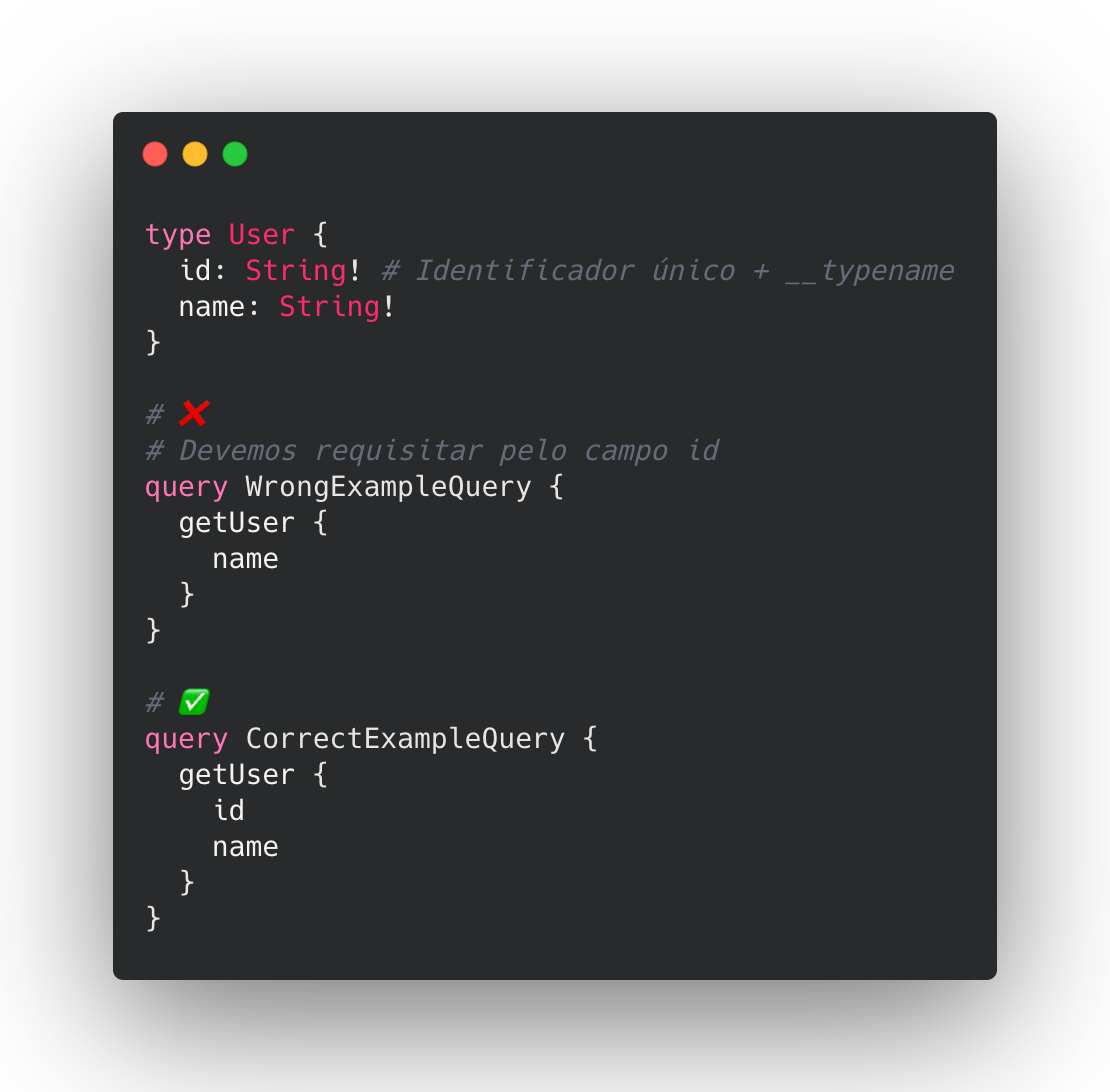 type User {
  id: String! # Identificador único + __typename
  name: String!
}

# ❌
# Devemos requisitar pelo campo id
query WrongExampleQuery {
  getUser {
    name
  }
}

# ✅
query CorrectExampleQuery {
  getUser {
    id
    name
  }
}